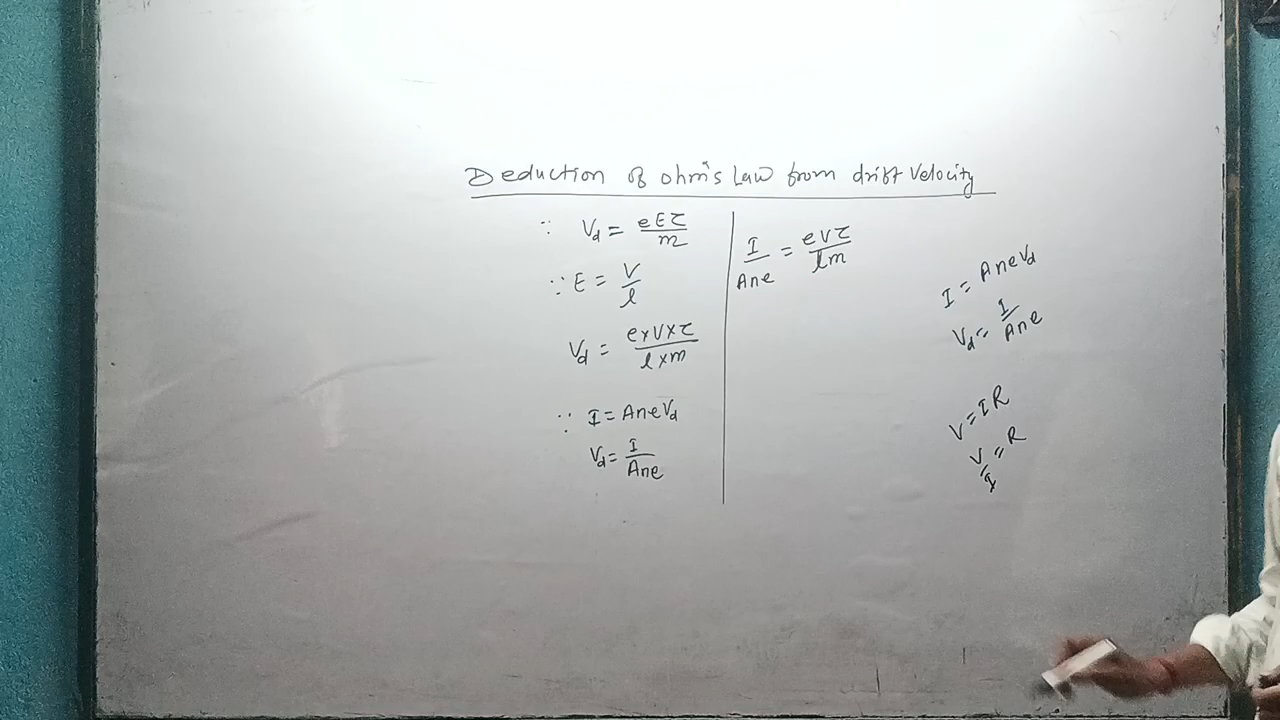 Deduction of ohm's Law from drift Velocity
∵ Vd = eEτ/m
∵ E = V/l
Vd = e×V×τ/l×m
∵ I = AneVd
Vd = I/Ane
I/Ane = eVτ/lm
I = AneVd
Vd = I/Ane
V = IR
V/I = R